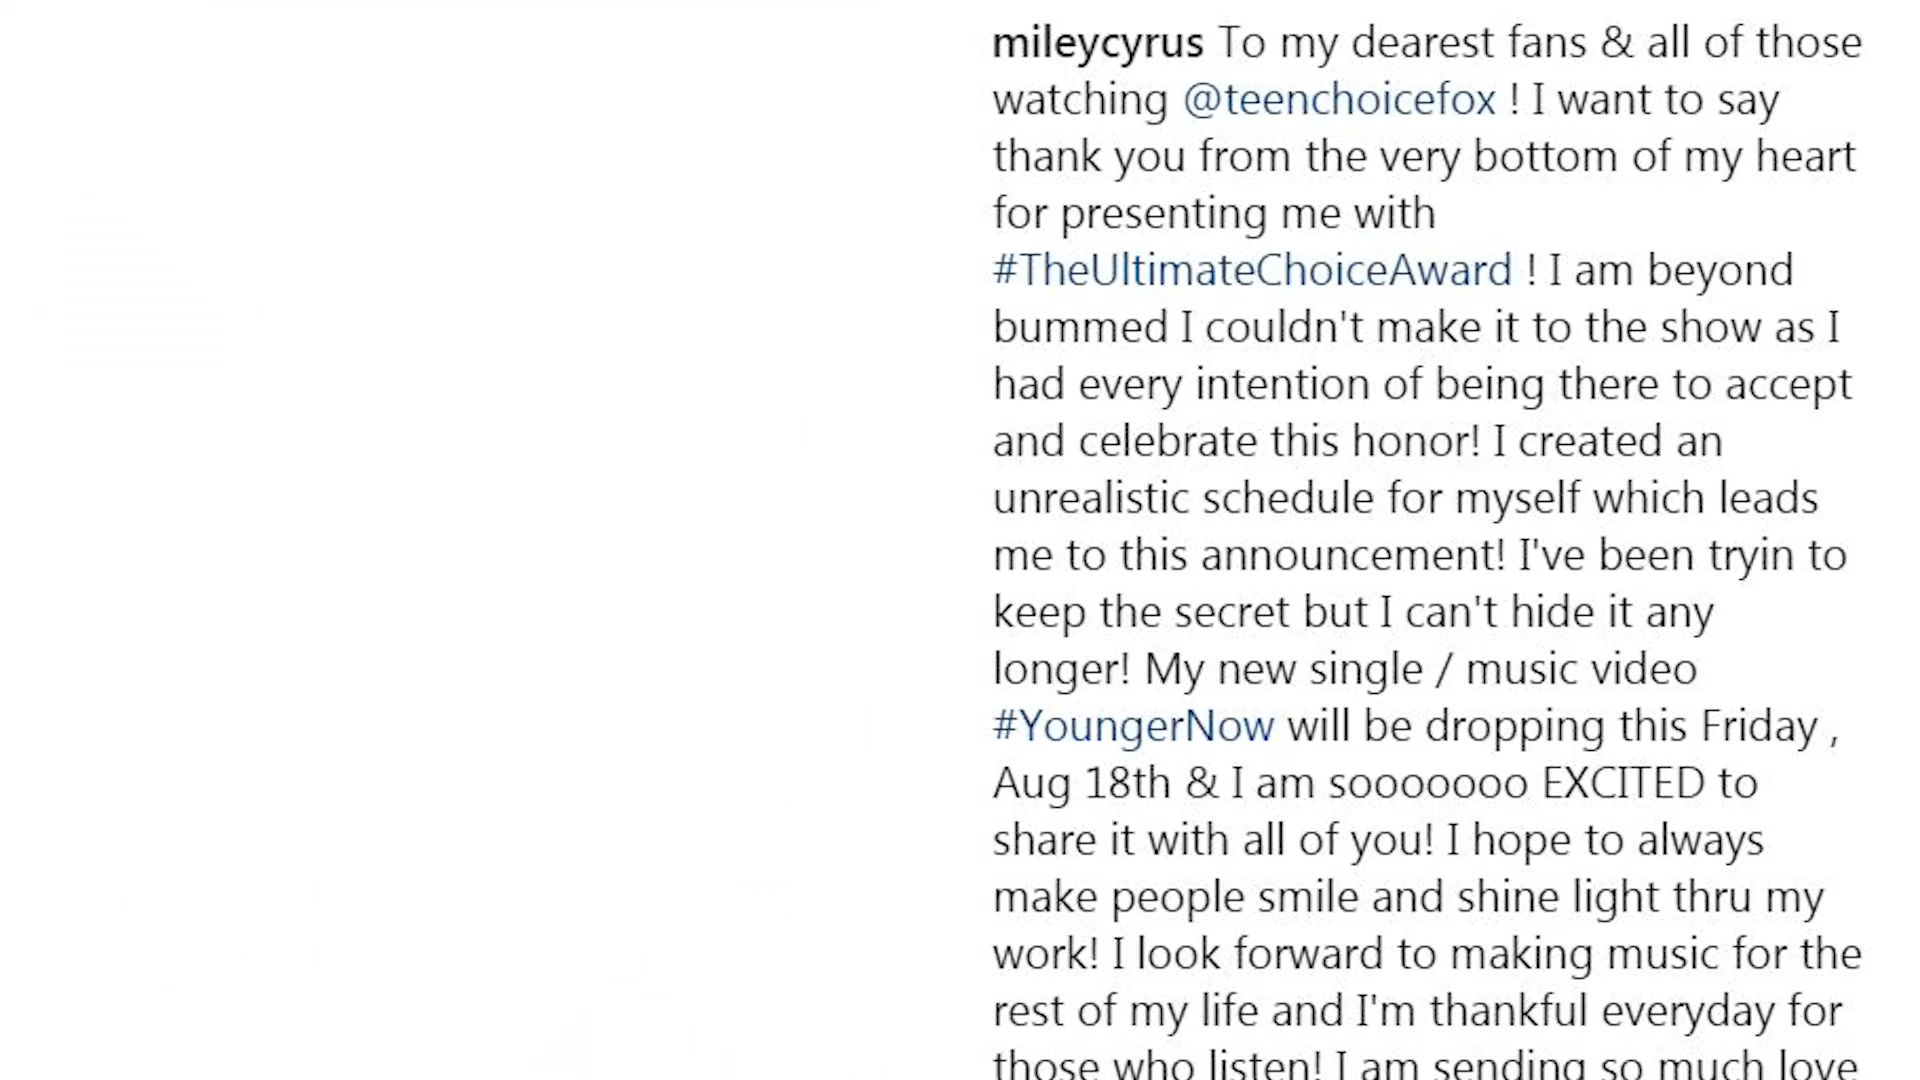 mileycyrus To my dearest fans & all of those
watching @teenchoicefox ! I want to say
thank you from the very bottom of my heart
for presenting me with
#TheUltimateChoiceAward ! I am beyond
bummed I couldn't make it to the show as I
had every intention of being there to accept
and celebrate this honor! I created an
unrealistic schedule for myself which leads
me to this announcement! I've been tryin to
keep the secret but I can't hide it any
longer! My new single / music video
#YoungerNow will be dropping this Friday ,
Aug 18th & I am sooooooo EXCITED to
share it with all of you! I hope to always
make people smile and shine light thru my
work! I look forward to making music for the
rest of my life and I'm thankful everyday for
those who listen! I am sending so much love